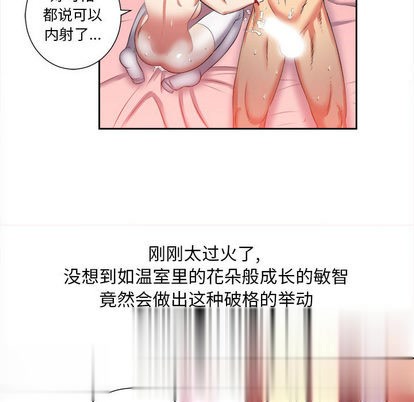 都说可以
内射了...
刚刚太过火了,
没想到如温室里的花朵般成长的敏智
竟然会做出这种破格的举动